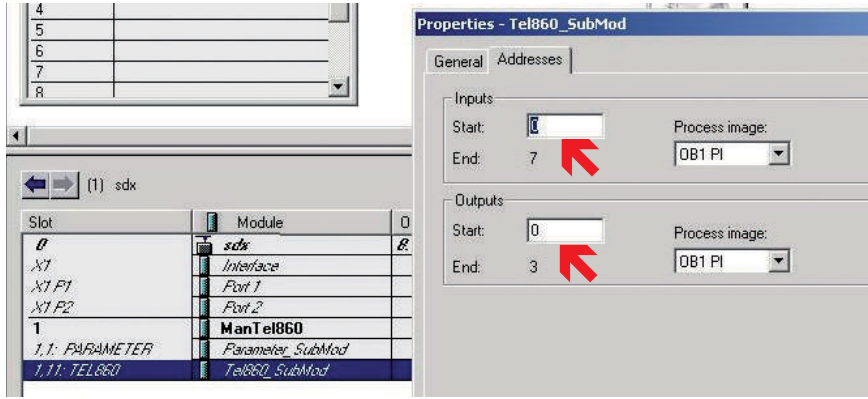 4
5
6
7
8
(1) sdx
Slot Module O
0 sdx 8.
X1 Interface
X1 P1 Port 1
X1 P2 Port 2
1 ManTel860
1,1: PARAMETER Parameter_SubMod
1,11: TEL860 Tel860_SubMod
Properties - Tel860_SubMod
General Addresses
Inputs
Start: 0 Process image:
End: 7 OB1 PI
Outputs
Start: 0 Process image:
End: 3 OB1 PI